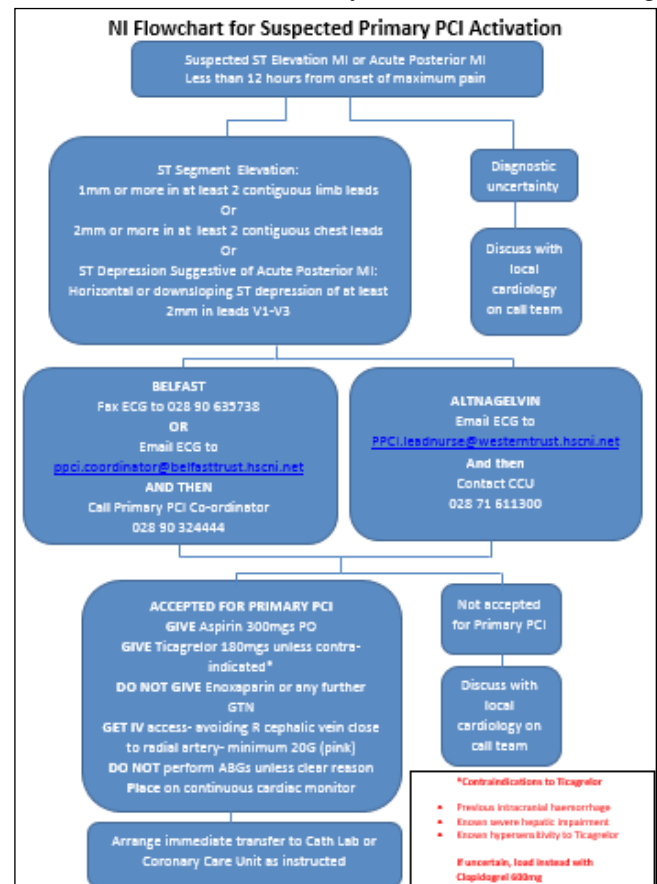 NI Flowchart for Suspected Primary PCI Activation
Suspected ST Elevation MI or Acute Posterior MI
Less than 12 hours from onset of maximum pain
ST Segment Elevation:
1mm or more in at least 2 contiguous limb leads
Or
2mm or more in at least 2 contiguous chest leads
Or
ST Depression Suggestive of Acute Posterior MI:
Horizontal or downsloping ST depression of at least
2mm in leads V1-V3
Diagnostic
uncertainty
Discuss with
local
cardiology
on call team
BELFAST
Fax ECG to 028 90 635738
OR
Email ECG to
ppci.coordinator@belfasttrust.hscni.net
AND THEN
Call Primary PCI Co-ordinator
028 90 324444
ALTNAGELVIN
Email ECG to
PPCI.leadnurse@westerntrust.hscni.net
And then
Contact CCU
028 71 611300
ACCEPTED FOR PRIMARY PCI
GIVE Aspirin 300mgs PO
GIVE Ticagrelor 180mgs unless contra-
indicated*
DO NOT GIVE Enoxaparin or any further
GTN
GET IV access- avoiding R cephalic vein close
to radial artery- minimum 20G (pink)
DO NOT perform ABGs unless clear reason
Place on continuous cardiac monitor
Arrange immediate transfer to Cath Lab or
Coronary Care Unit as instructed
Not accepted
for Primary PCI
Discuss with
local
cardiology on
call team
*Contraindications to Ticagrelor
• Previous intracranial haemorrhage
• Known severe hepatic impairment
• Known hypersensitivity to Ticagrelor
If uncertain, load instead with
Clopidogrel 600mg